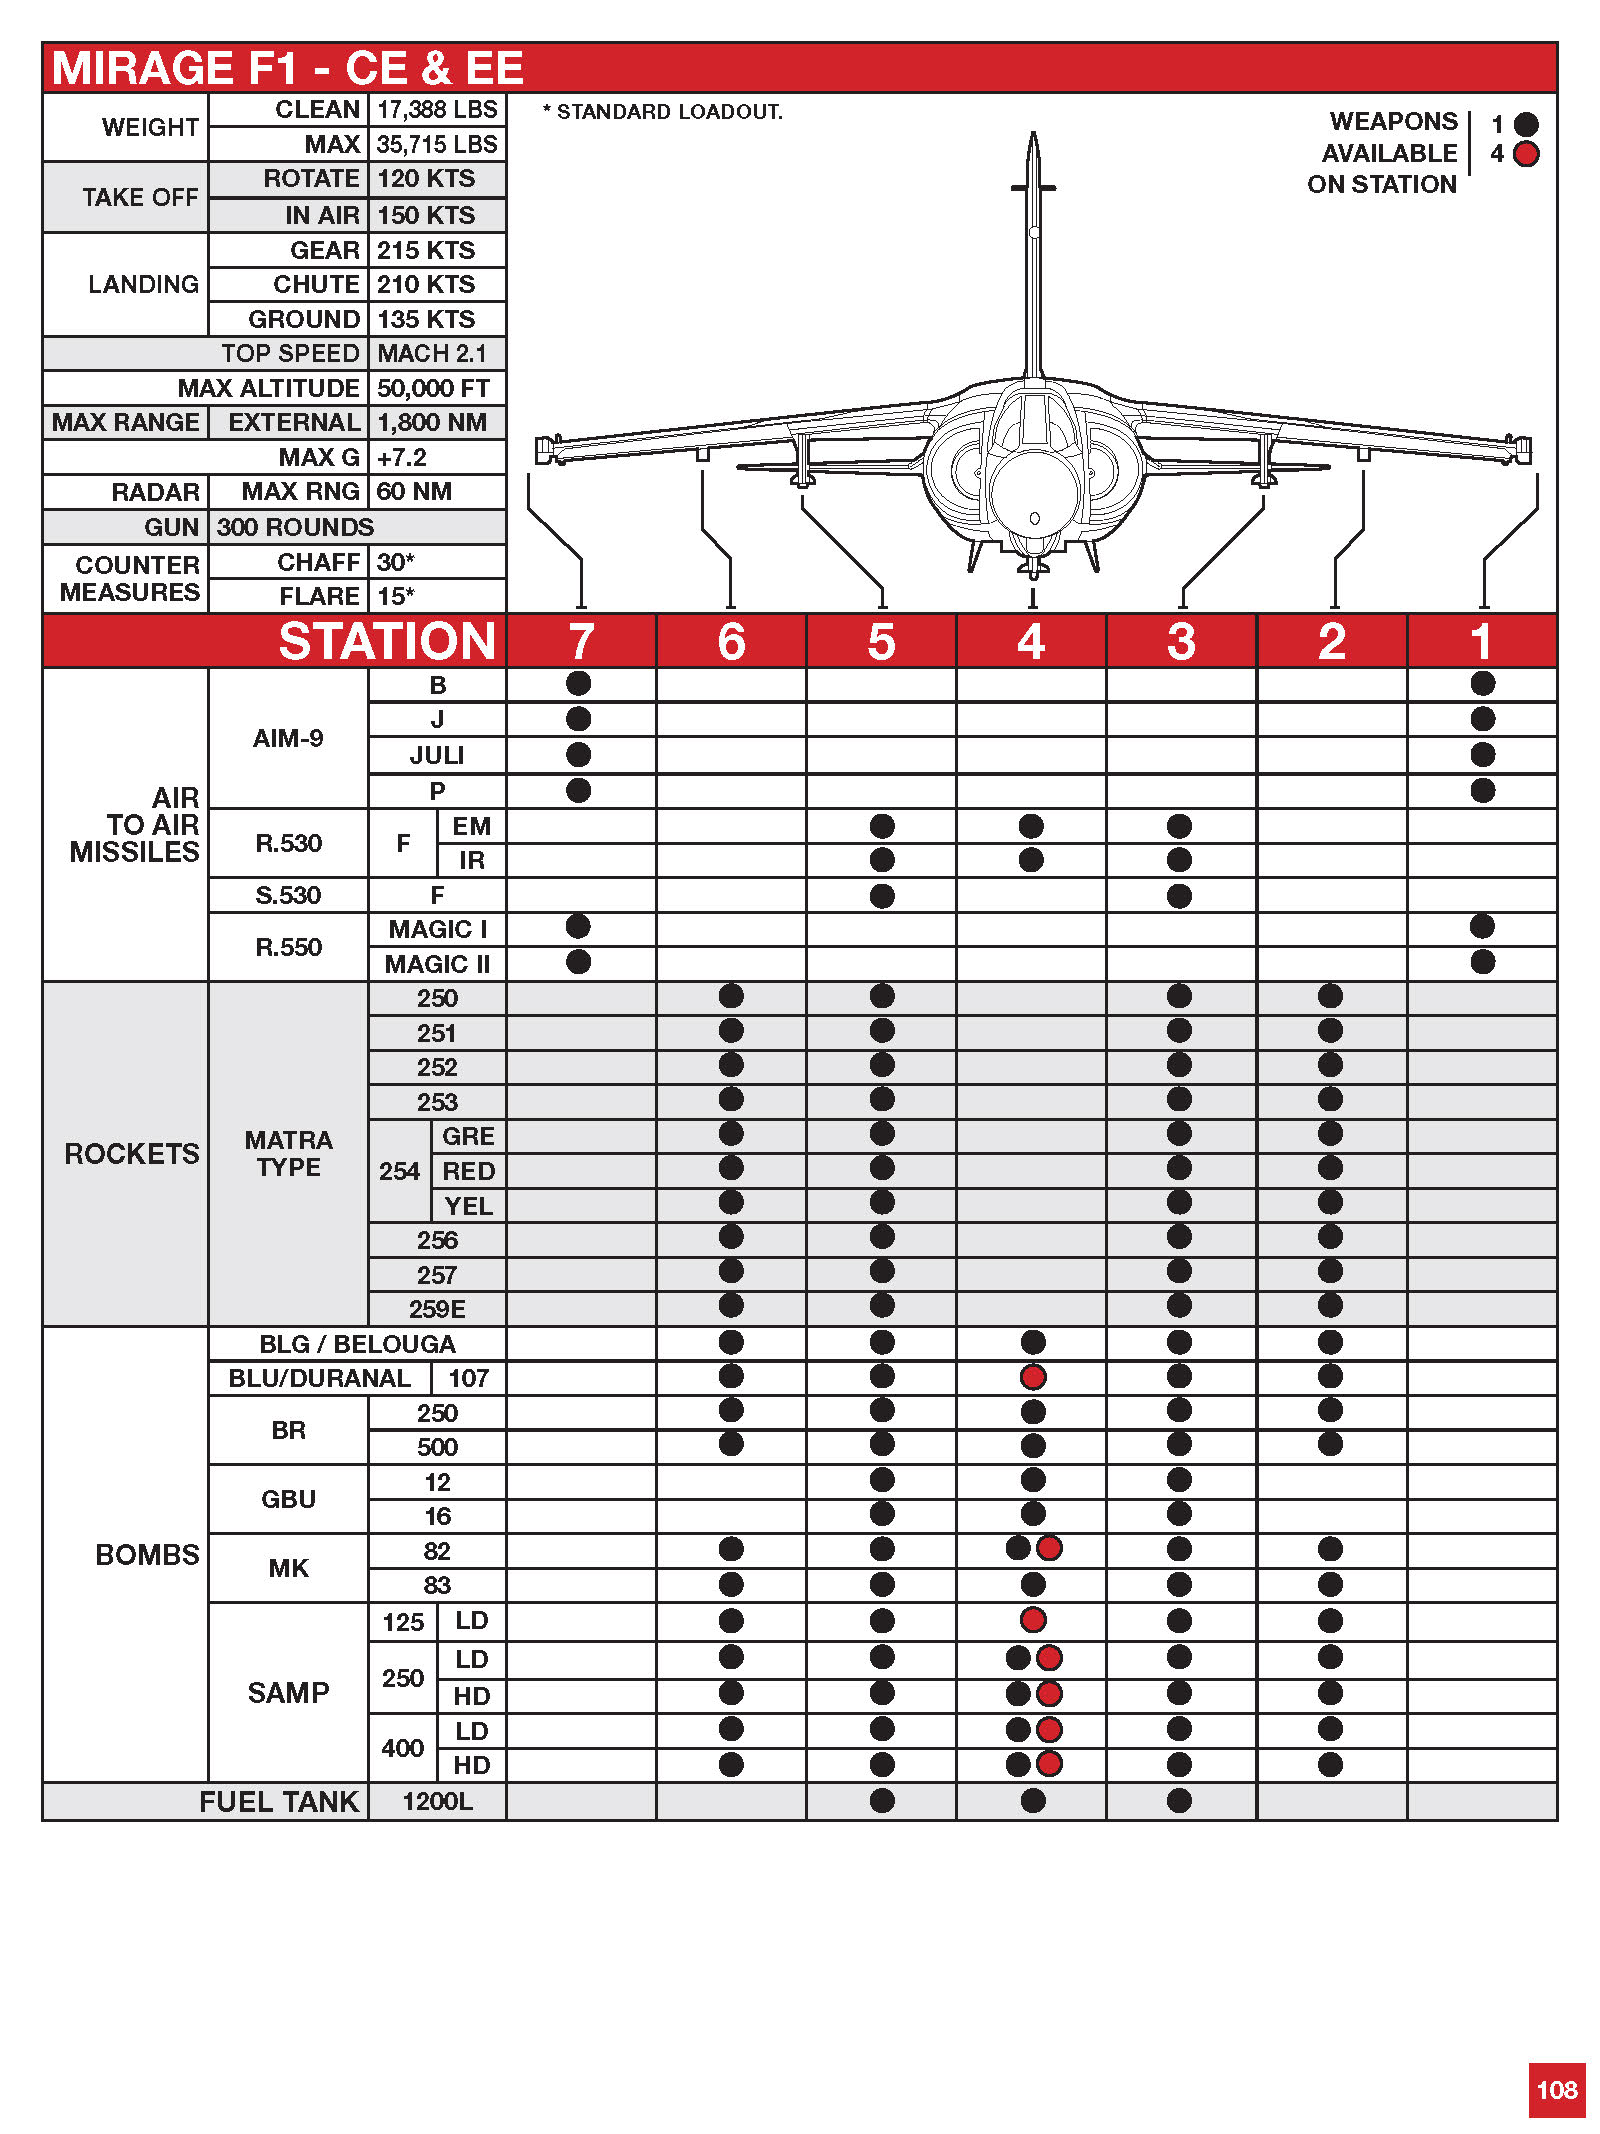 MIRAGE F1 - CE & EE
WEIGHT
CLEAN 17,388 LBS
MAX 35,715 LBS
TAKE OFF
ROTATE 120 KTS
IN AIR 150 KTS
LANDING
GEAR 215 KTS
CHUTE 210 KTS
GROUND 135 KTS
TOP SPEED MACH 2.1
MAX ALTITUDE 50,000 FT
MAX RANGE EXTERNAL 1,800 NM
MAX G +7.2
RADAR MAX RNG 60 NM
GUN 300 ROUNDS
COUNTER
MEASURES
CHAFF 30*
FLARE 15*
* STANDARD LOADOUT.
WEAPONS
AVAILABLE
ON STATION
1
4
STATION 7 6 5 4 3 2 1
AIR
TO AIR
MISSILES
AIM-9
B
J
JULI
P
R.530
F
EM
IR
S.530 F
R.550
MAGIC I
MAGIC II
ROCKETS
MATRA
TYPE
250
251
252
253
254
GRE
RED
YEL
256
257
259E
BOMBS
BLG / BELOUGA
BLU/DURANAL 107
BR
250
500
GBU
12
16
MK
82
83
SAMP
125 LD
250
LD
HD
400
LD
HD
FUEL TANK 1200L
108